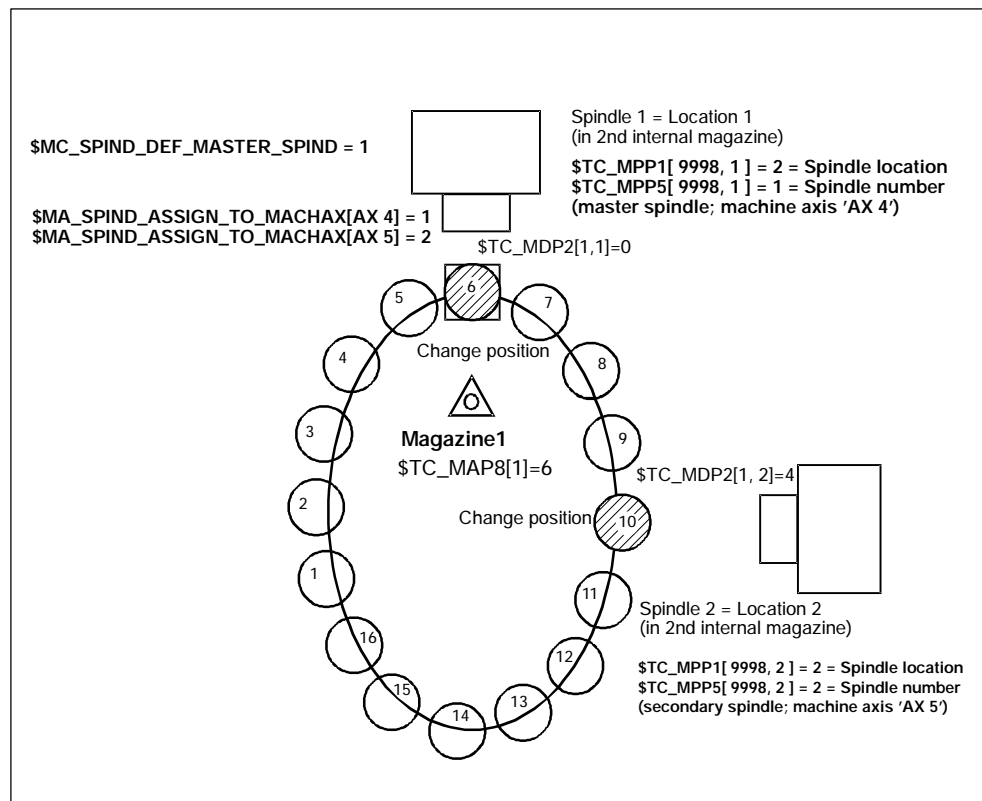 $MC_SPIND_DEF_MASTER_SPIND = 1
Spindle 1 = Location 1
(in 2nd internal magazine)
$TC_MPP1[ 9998, 1 ] = 2 = Spindle location
$TC_MPP5[ 9998, 1 ] = 1 = Spindle number
(master spindle; machine axis 'AX 4')
$MA_SPIND_ASSIGN_TO_MACHAX[AX 4] = 1
$MA_SPIND_ASSIGN_TO_MACHAX[AX 5] = 2
$TC_MDP2[1,1]=0
6
5
7
Change position
4
8
3
9
Magazine1
$TC_MAP8[1]=6
$TC_MDP2[1, 2]=4
2
Change position
10
1
11
Spindle 2 = Location 2
(in 2nd internal magazine)
16
12
$TC_MPP1[ 9998, 2 ] = 2 = Spindle location
$TC_MPP5[ 9998, 2 ] = 2 = Spindle number
(secondary spindle; machine axis 'AX 5')
15
13
14